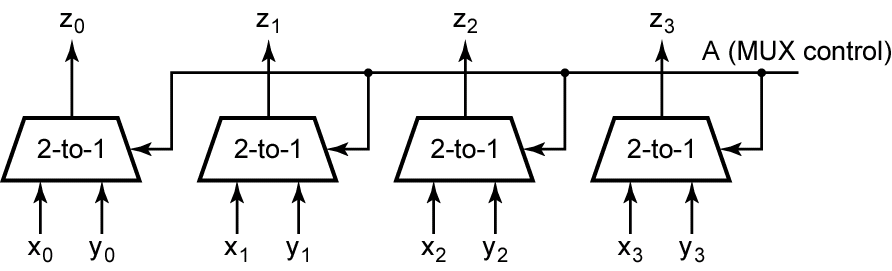 z0 z1 z2 z3
A (MUX control)
2-to-1 2-to-1 2-to-1 2-to-1
x0 y0 x1 y1 x2 y2 x3 y3